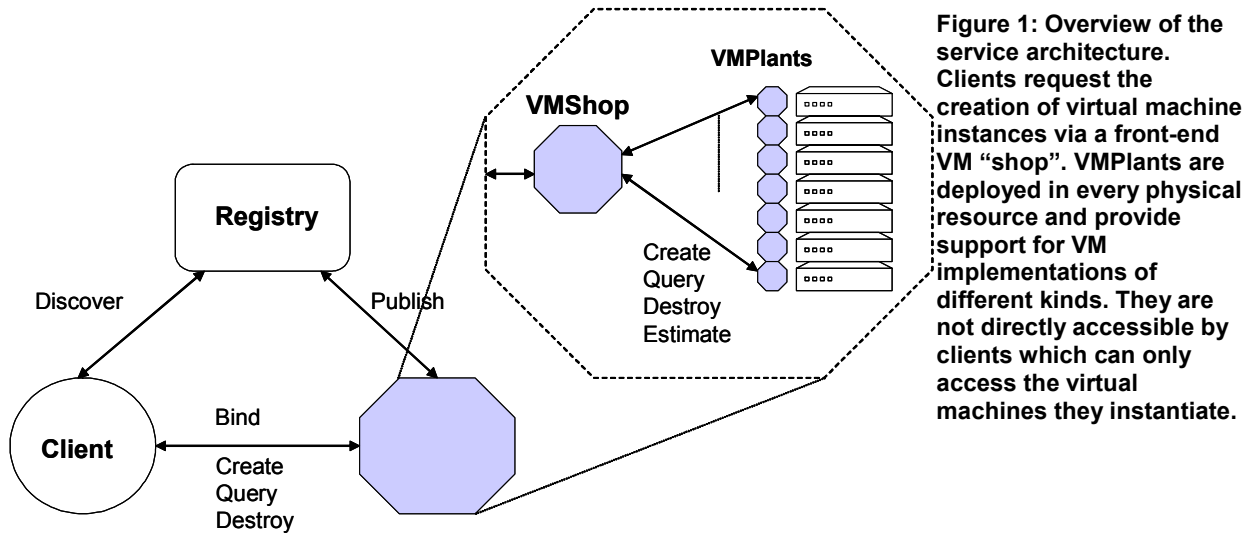 VMPlants
VMShop
Create
Query
Destroy
Estimate
Registry
Discover
Publish
Client
Bind
Create
Query
Destroy
Figure 1: Overview of the
service architecture.
Clients request the
creation of virtual machine
instances via a front-end
VM “shop”. VMPlants are
deployed in every physical
resource and provide
support for VM
implementations of
different kinds. They are
not directly accessible by
clients which can only
access the virtual
machines they instantiate.